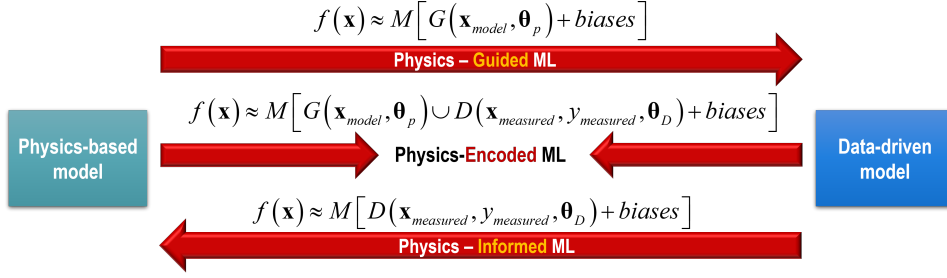 f(x) ≈ M[G(x_model, θ_p) + biases]
Physics – Guided ML
f(x) ≈ M[G(x_model, θ_p) ∪ D(x_measured, y_measured, θ_D) + biases]
Physics-based
model
Physics-Encoded ML
Data-driven
model
f(x) ≈ M[D(x_measured, y_measured, θ_D) + biases]
Physics – Informed ML